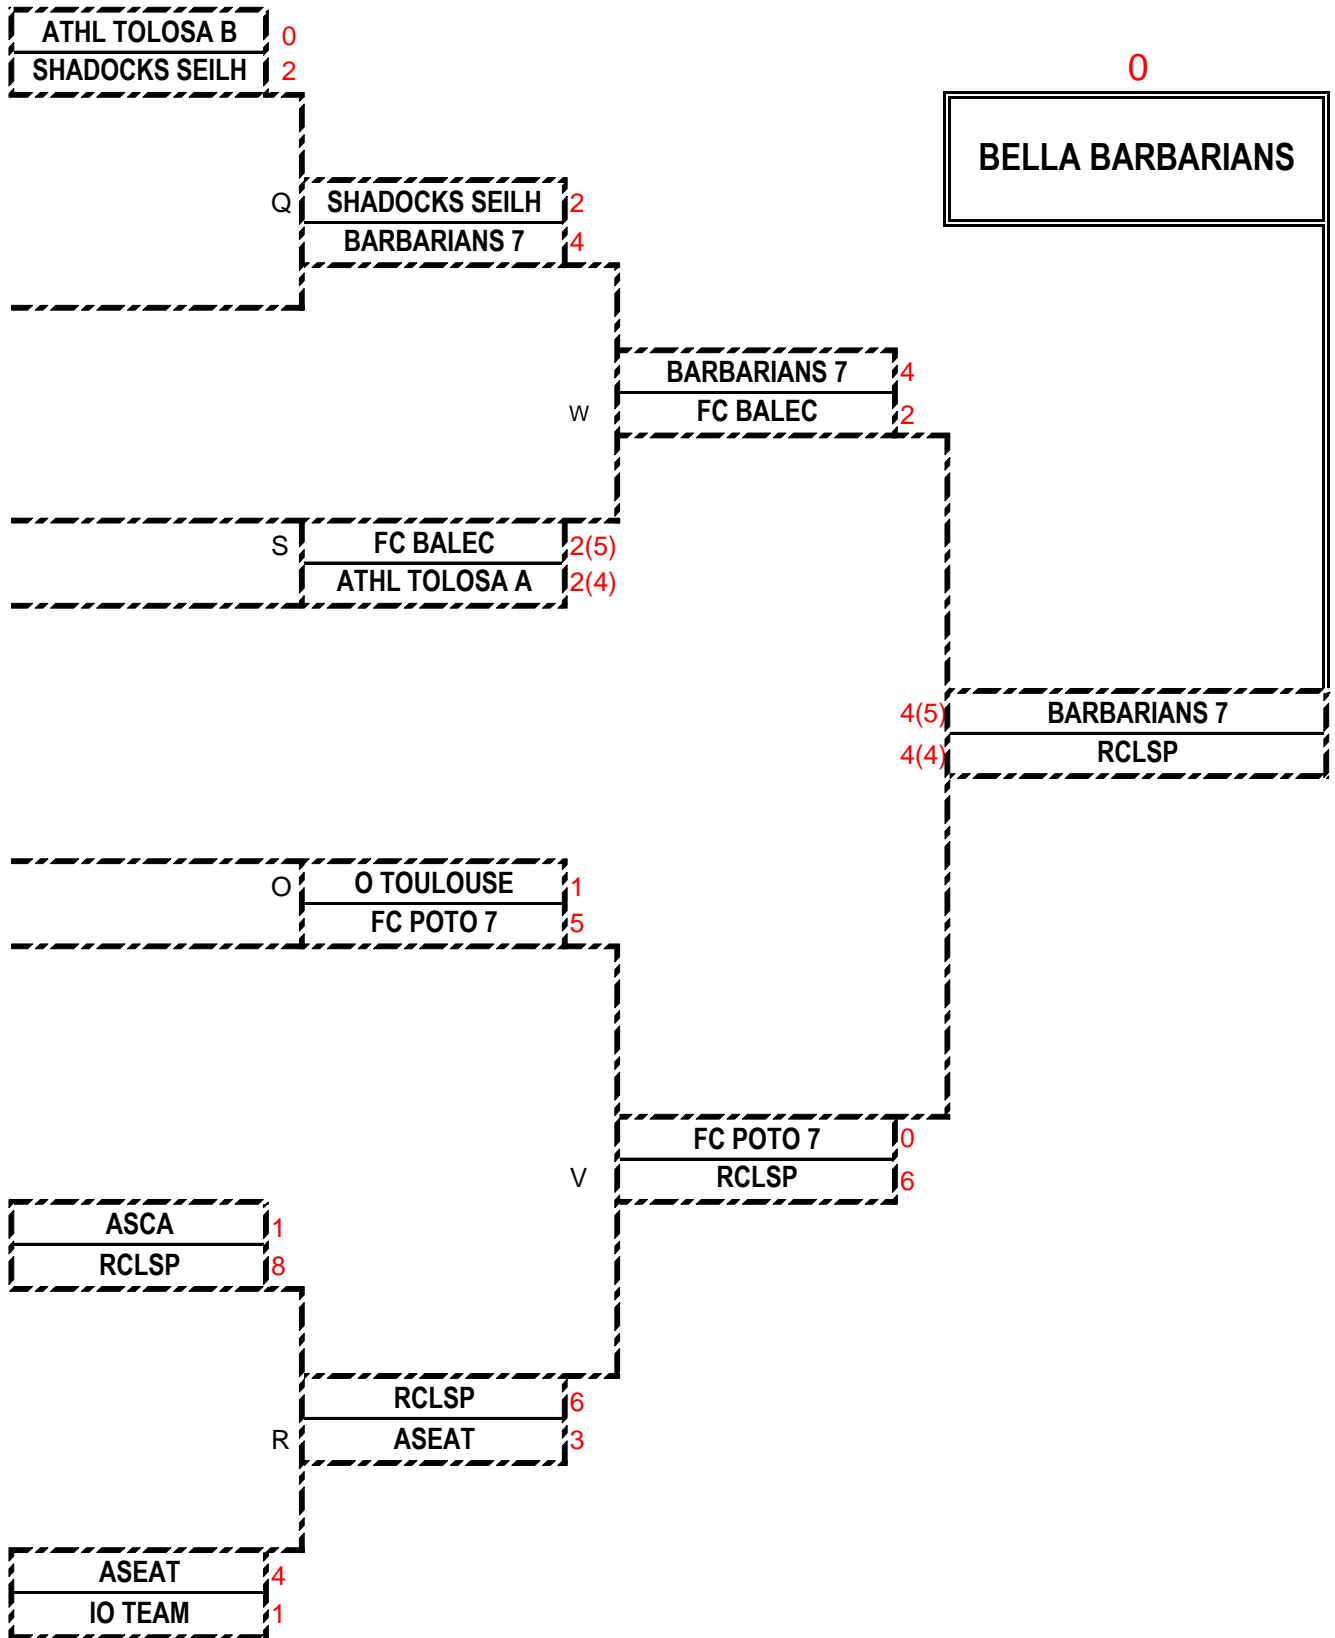 ATHL TOLOSA B 0
SHADOCKS SEILH 2
0
BELLA BARBARIANS
Q SHADOCKS SEILH 2
BARBARIANS 7 4
BARBARIANS 7 4
W FC BALEC 2
S FC BALEC 2(5)
ATHL TOLOSA A 2(4)
4(5) BARBARIANS 7
4(4) RCLSP
O O TOULOUSE 1
FC POTO 7 5
FC POTO 7 0
V RCLSP 6
ASCA 1
RCLSP 8
RCLSP 6
R ASEAT 3
ASEAT 4
IO TEAM 1